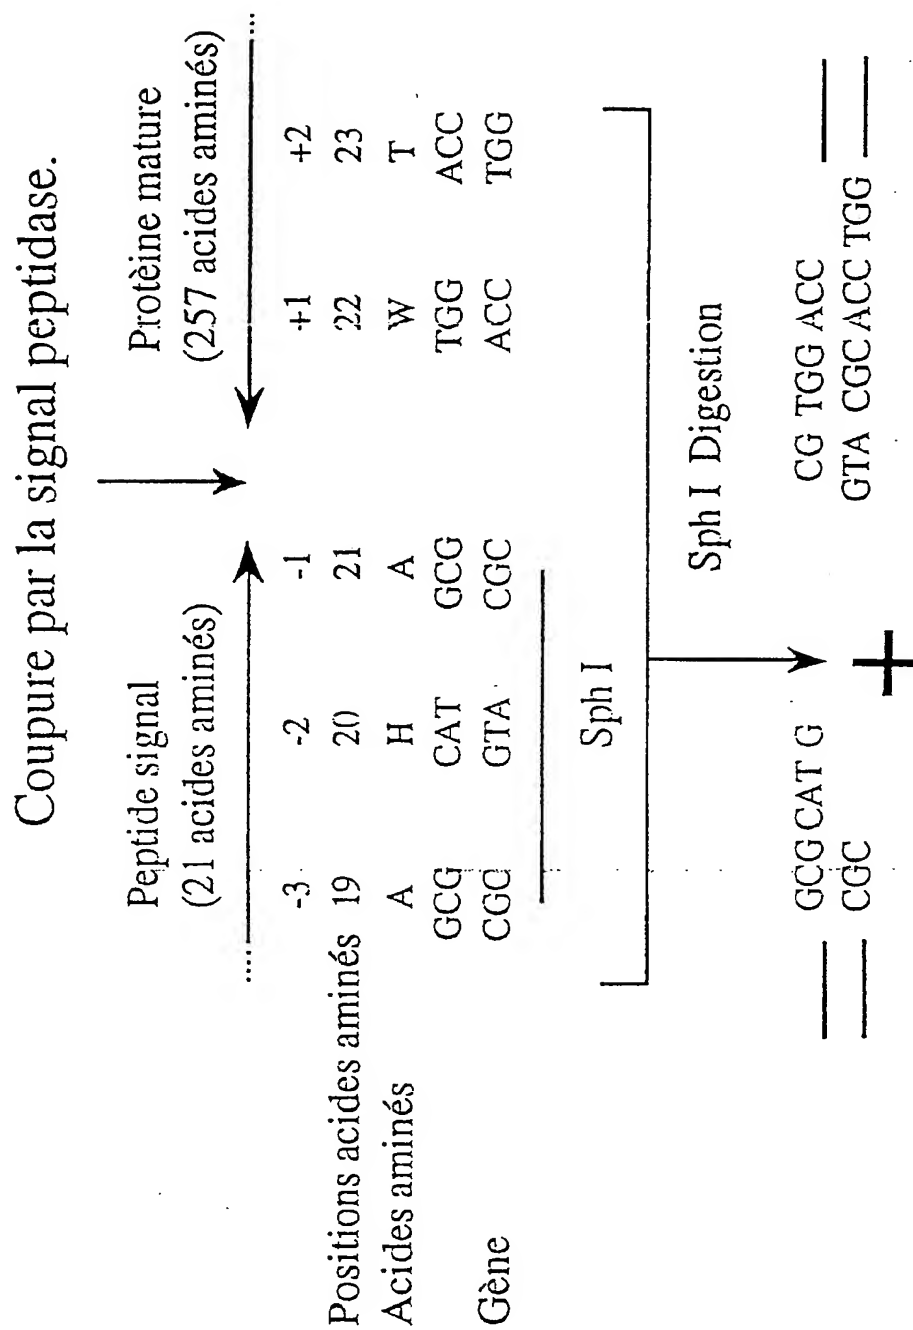 Coupure par la signal peptidase.
Peptide signal Protèine mature
(21 acides aminés) (257 acides aminés)
-3 -2 -1 +1 +2
Positions acides aminés 19 20 21 22 23
Acides aminés A H A W T
GCG CAT GCG TGG ACC
Gène CGC GTA CGC ACC TGG
Sph I
Sph I Digestion
GCG CAT G CG TGG ACC
CGC + GTA CGC ACC TGG